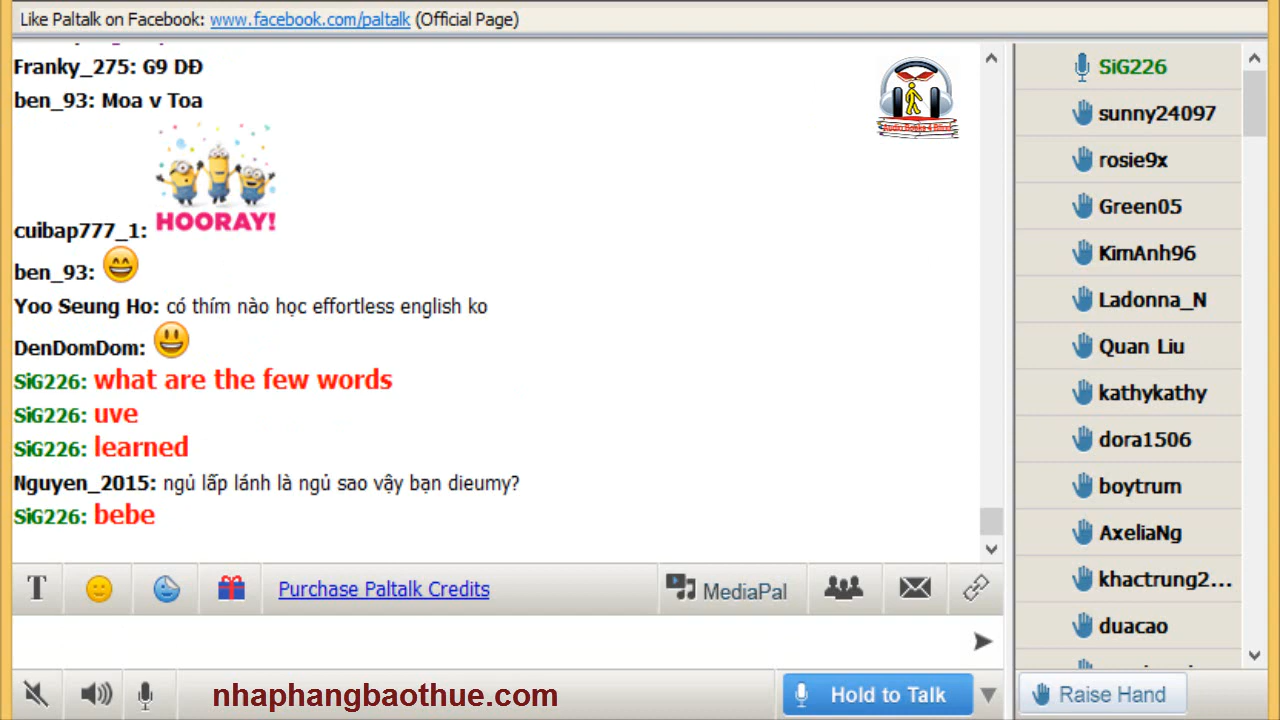 Like Paltalk on Facebook: www.facebook.com/paltalk (Official Page)
Franky_275: G9 DĐ
ben_93: Moa v Toa
HOORAY!
cuibap777_1:
ben_93:
Yoo Seung Ho: có thím nào học effortless english ko
DenDomDom:
SiG226: what are the few words
SiG226: uve
SiG226: learned
Nguyen_2015: ngủ lấp lánh là ngủ sao vậy bạn dieumy?
SiG226: bebe
T
Purchase Paltalk Credits
MediaPal
nhaphangbaothue.com
Hold to Talk
SiG226
sunny24097
rosie9x
Green05
KimAnh96
Ladonna_N
Quan Liu
kathykathy
dora1506
boytrum
AxeliaNg
khactrung2...
duacao
Raise Hand